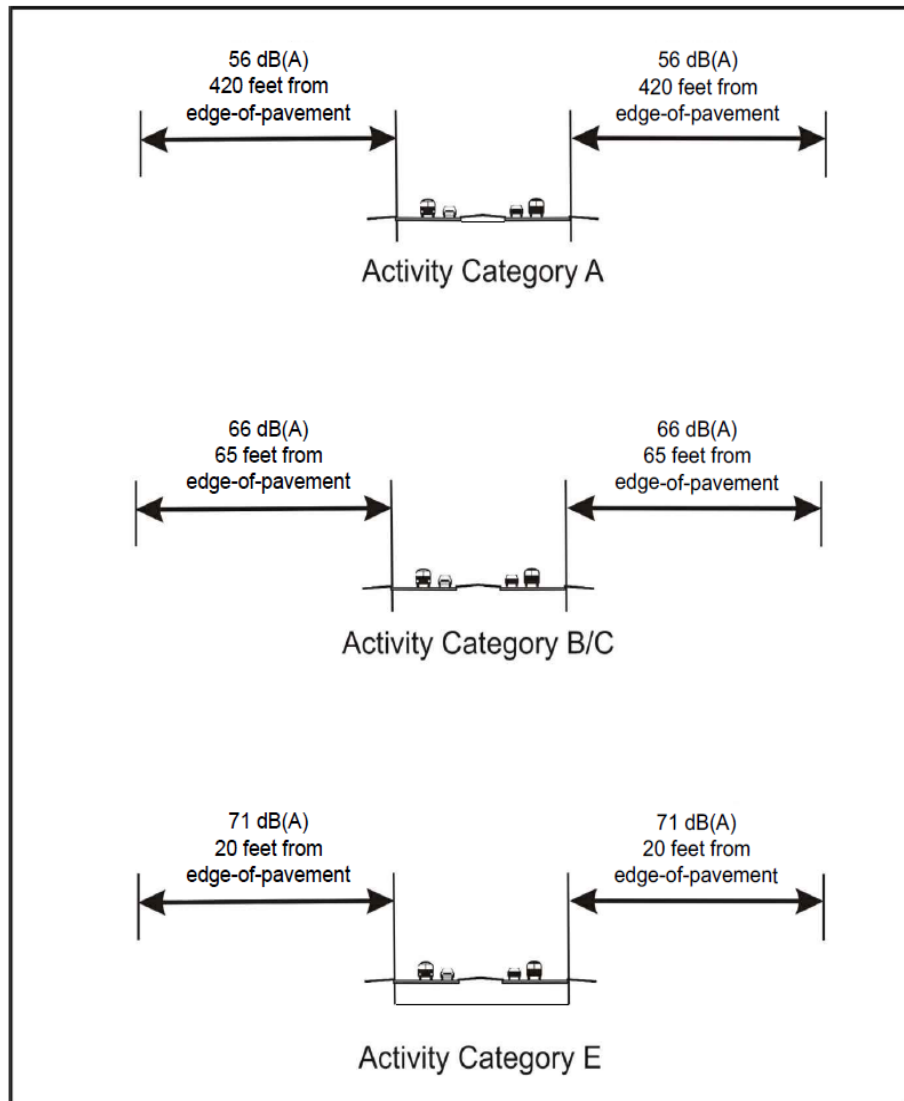 56 dB(A)
420 feet from
edge-of-pavement
56 dB(A)
420 feet from
edge-of-pavement
Activity Category A
66 dB(A)
65 feet from
edge-of-pavement
66 dB(A)
65 feet from
edge-of-pavement
Activity Category B/C
71 dB(A)
20 feet from
edge-of-pavement
71 dB(A)
20 feet from
edge-of-pavement
Activity Category E